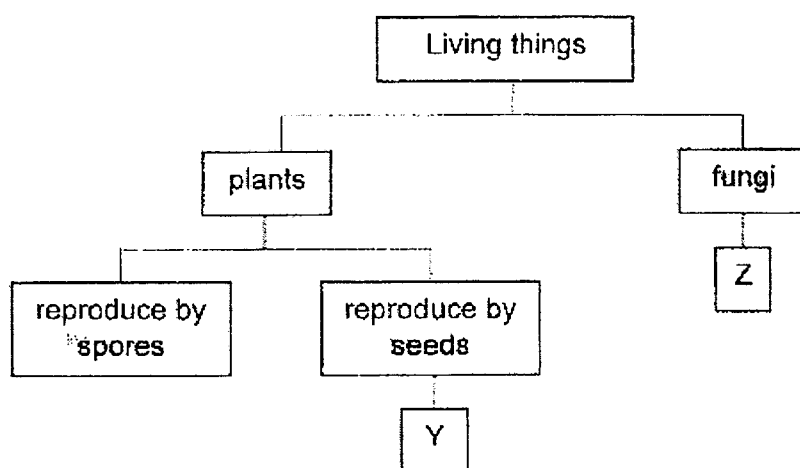 Living things
plants
fungi
Z
reproduce by
spores
reproduce by
seeds
Y